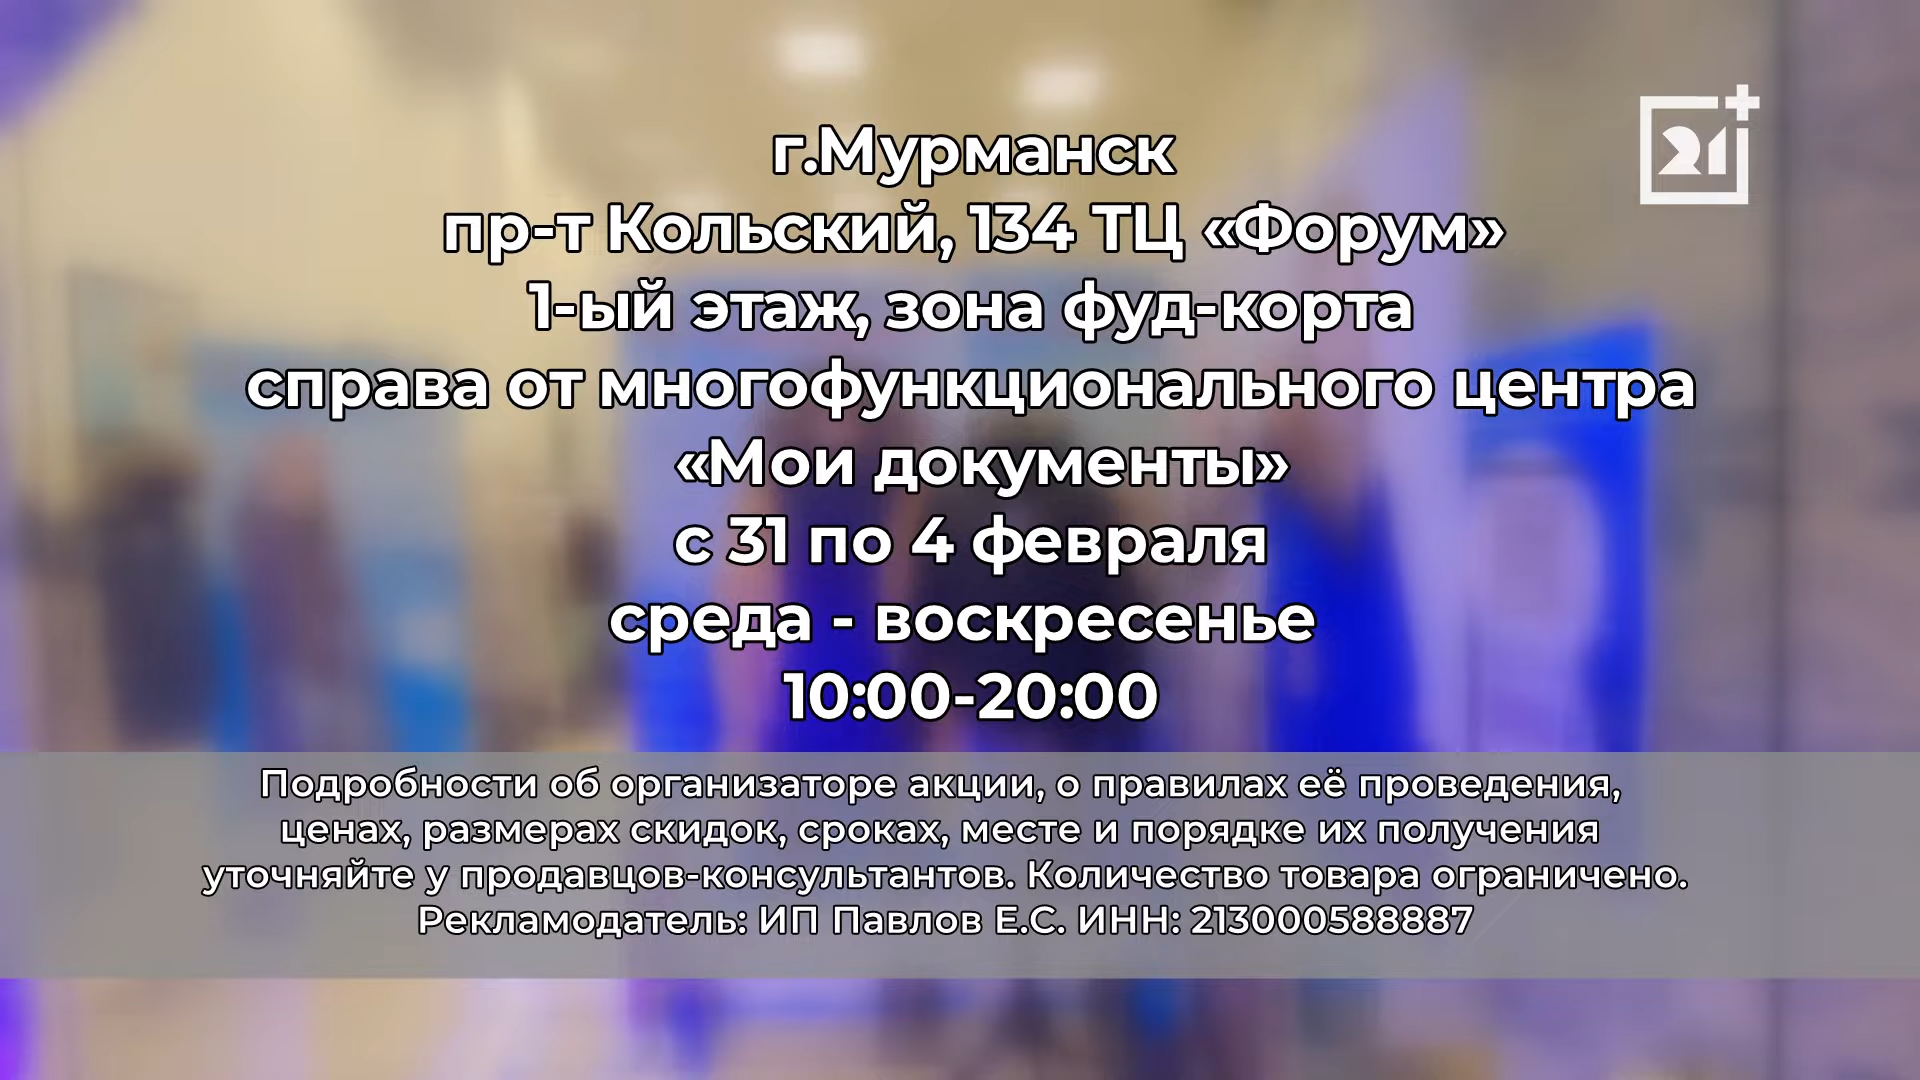 21+
г.Мурманск
пр-т Кольский, 134 ТЦ «Форум»
1-ый этаж, зона фуд-корта
справа от многофункционального центра
«Мои документы»
с 31 по 4 февраля
среда - воскресенье
10:00-20:00
Подробности об организаторе акции, о правилах её проведения,
ценах, размерах скидок, сроках, месте и порядке их получения
уточняйте у продавцов-консультантов. Количество товара ограничено.
Рекламодатель: ИП Павлов Е.С. ИНН: 213000588887